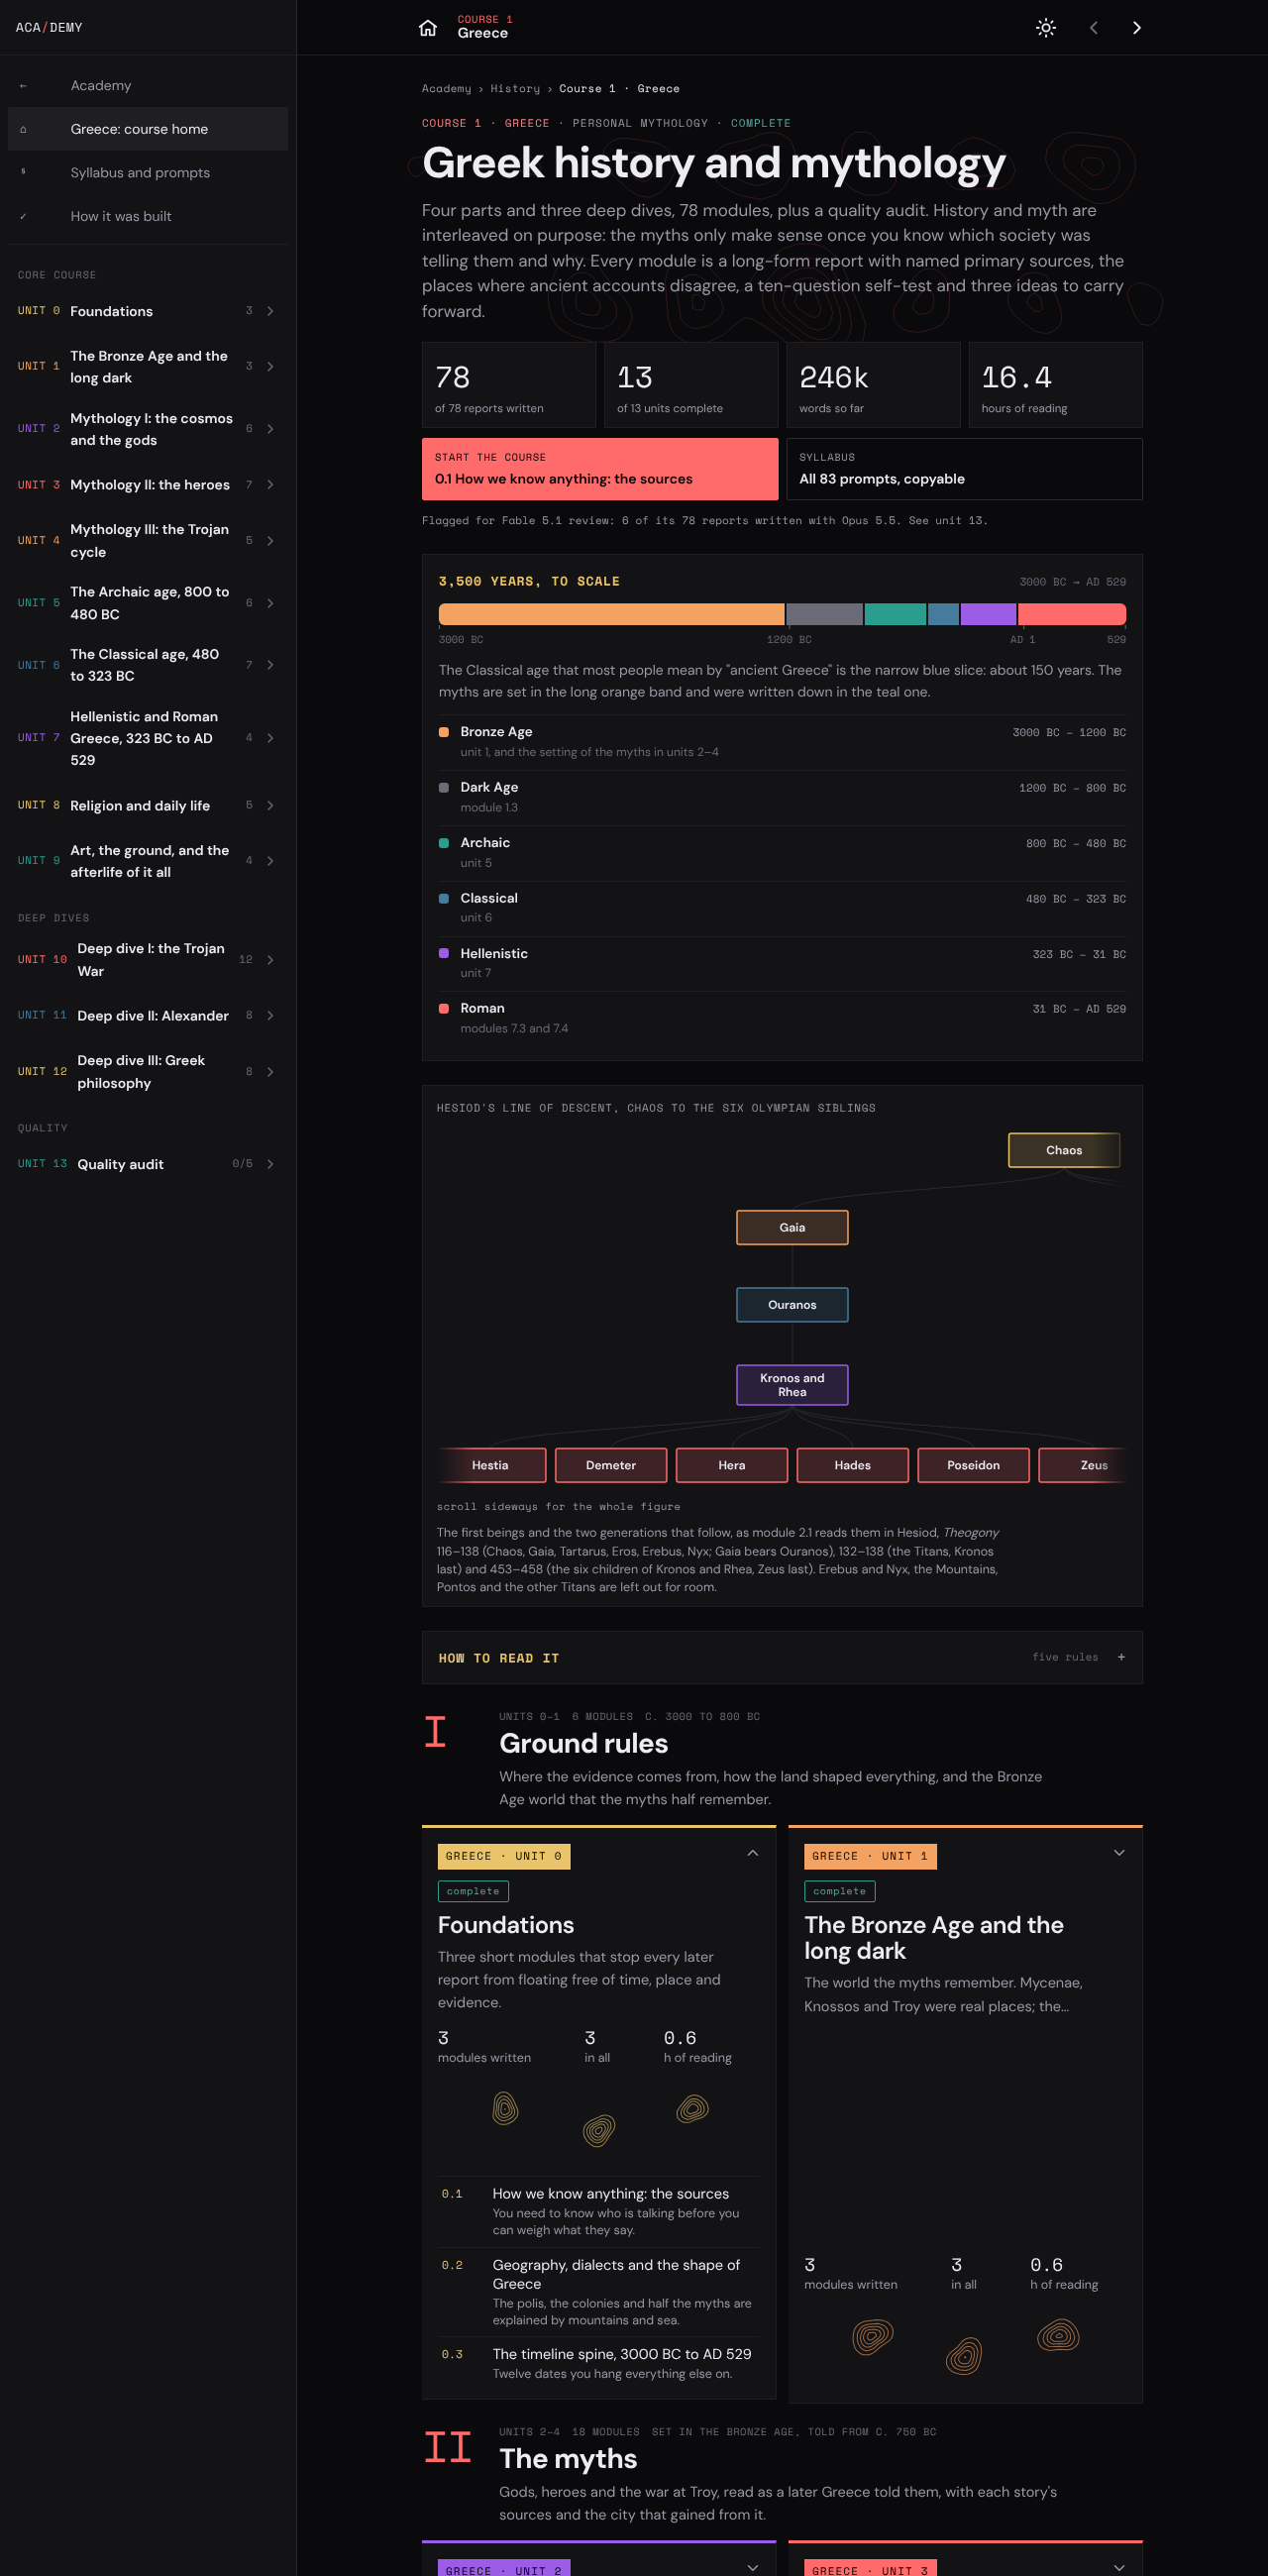 ACA/DEMY
← Academy
⌂ Greece: course home
§ Syllabus and prompts
✓ How it was built
CORE COURSE
UNIT 0 Foundations 3
UNIT 1 The Bronze Age and the
long dark 3
UNIT 2 Mythology I: the cosmos
and the gods 6
UNIT 3 Mythology II: the heroes 7
UNIT 4 Mythology III: the Trojan
cycle 5
UNIT 5 The Archaic age, 800 to
480 BC 6
UNIT 6 The Classical age, 480
to 323 BC 7
UNIT 7 Hellenistic and Roman
Greece, 323 BC to AD
529 4
UNIT 8 Religion and daily life 5
UNIT 9 Art, the ground, and the
afterlife of it all 4
DEEP DIVES
UNIT 10 Deep dive I: the Trojan
War 12
UNIT 11 Deep dive II: Alexander 8
UNIT 12 Deep dive III: Greek
philosophy 8
QUALITY
UNIT 13 Quality audit 0/5
COURSE 1
Greece
Academy › History › Course 1 · Greece
COURSE 1 · GREECE · PERSONAL MYTHOLOGY · COMPLETE
Greek history and mythology
Four parts and three deep dives, 78 modules, plus a quality audit. History and myth are
interleaved on purpose: the myths only make sense once you know which society was
telling them and why. Every module is a long-form report with named primary sources, the
places where ancient accounts disagree, a ten-question self-test and three ideas to carry
forward.
78
of 78 reports written
13
of 13 units complete
246k
words so far
16.4
hours of reading
START THE COURSE
0.1 How we know anything: the sources
SYLLABUS
All 83 prompts, copyable
Flagged for Fable 5.1 review: 6 of its 78 reports written with Opus 5.5. See unit 13.
3,500 YEARS, TO SCALE
3000 BC → AD 529
3000 BC 1200 BC AD 1 529
The Classical age that most people mean by "ancient Greece" is the narrow blue slice: about 150 years. The
myths are set in the long orange band and were written down in the teal one.
Bronze Age 3000 BC – 1200 BC
unit 1, and the setting of the myths in units 2–4
Dark Age 1200 BC – 800 BC
module 1.3
Archaic 800 BC – 480 BC
unit 5
Classical 480 BC – 323 BC
unit 6
Hellenistic 323 BC – 31 BC
unit 7
Roman 31 BC – AD 529
modules 7.3 and 7.4
HESIOD'S LINE OF DESCENT, CHAOS TO THE SIX OLYMPIAN SIBLINGS
Chaos
Gaia
Ouranos
Kronos and
Rhea
Hestia Demeter Hera Hades Poseidon Zeus
scroll sideways for the whole figure
The first beings and the two generations that follow, as module 2.1 reads them in Hesiod, Theogony
116–138 (Chaos, Gaia, Tartarus, Eros, Erebus, Nyx; Gaia bears Ouranos), 132–138 (the Titans, Kronos
last) and 453–458 (the six children of Kronos and Rhea, Zeus last). Erebus and Nyx, the Mountains,
Pontos and the other Titans are left out for room.
HOW TO READ IT
five rules +
I
UNITS 0–1 6 MODULES C. 3000 TO 800 BC
Ground rules
Where the evidence comes from, how the land shaped everything, and the Bronze
Age world that the myths half remember.
GREECE · UNIT 0
complete
Foundations
Three short modules that stop every later
report from floating free of time, place and
evidence.
3 3 0.6
modules written in all h of reading
0.1 How we know anything: the sources
You need to know who is talking before you
can weigh what they say.
0.2 Geography, dialects and the shape of
Greece
The polis, the colonies and half the myths are
explained by mountains and sea.
0.3 The timeline spine, 3000 BC to AD 529
Twelve dates you hang everything else on.
GREECE · UNIT 1
complete
The Bronze Age and the
long dark
The world the myths remember. Mycenae,
Knossos and Troy were real places; the…
3 3 0.6
modules written in all h of reading
II
UNITS 2–4 18 MODULES SET IN THE BRONZE AGE, TOLD FROM C. 750 BC
The myths
Gods, heroes and the war at Troy, read as a later Greece told them, with each story's
sources and the city that gained from it.
GREECE · UNIT 2
GREECE · UNIT 3